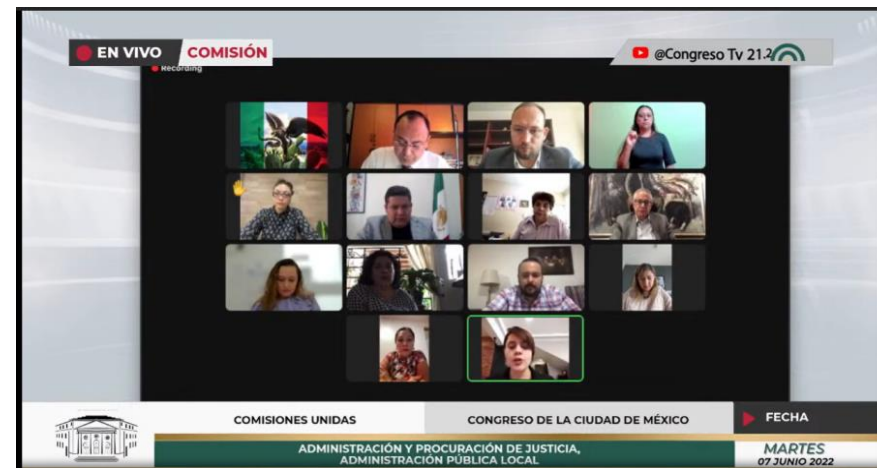 EN VIVO
COMISIÓN
@Congreso Tv 21.2
Recording
COMISIONES UNIDAS
CONGRESO DE LA CIUDAD DE MÉXICO
FECHA
ADMINISTRACIÓN Y PROCURACIÓN DE JUSTICIA,
ADMINISTRACIÓN PÚBLICA LOCAL
MARTES
07 JUNIO 2022